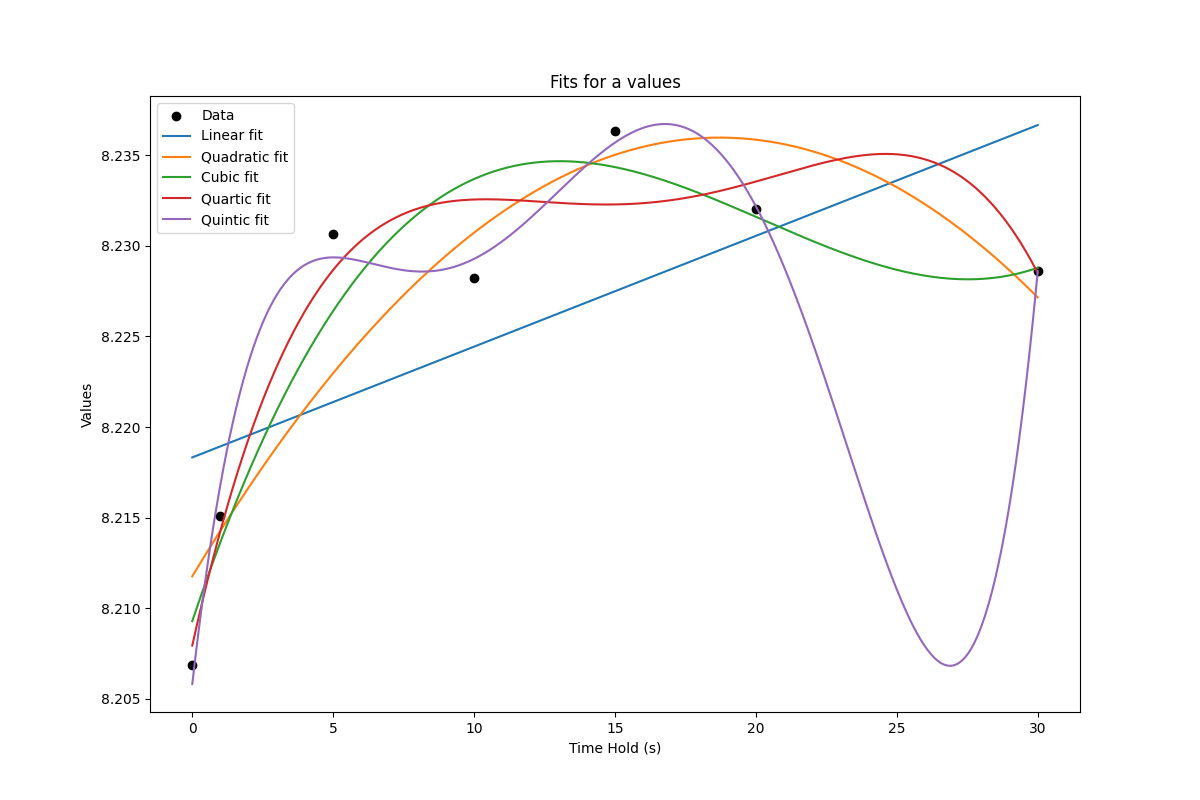 Fits for a values
Data
Linear fit
Quadratic fit
Cubic fit
Quartic fit
Quintic fit
8.235
8.230
8.225
8.220
8.215
8.210
8.205
Values
0 5 10 15 20 25 30
Time Hold (s)